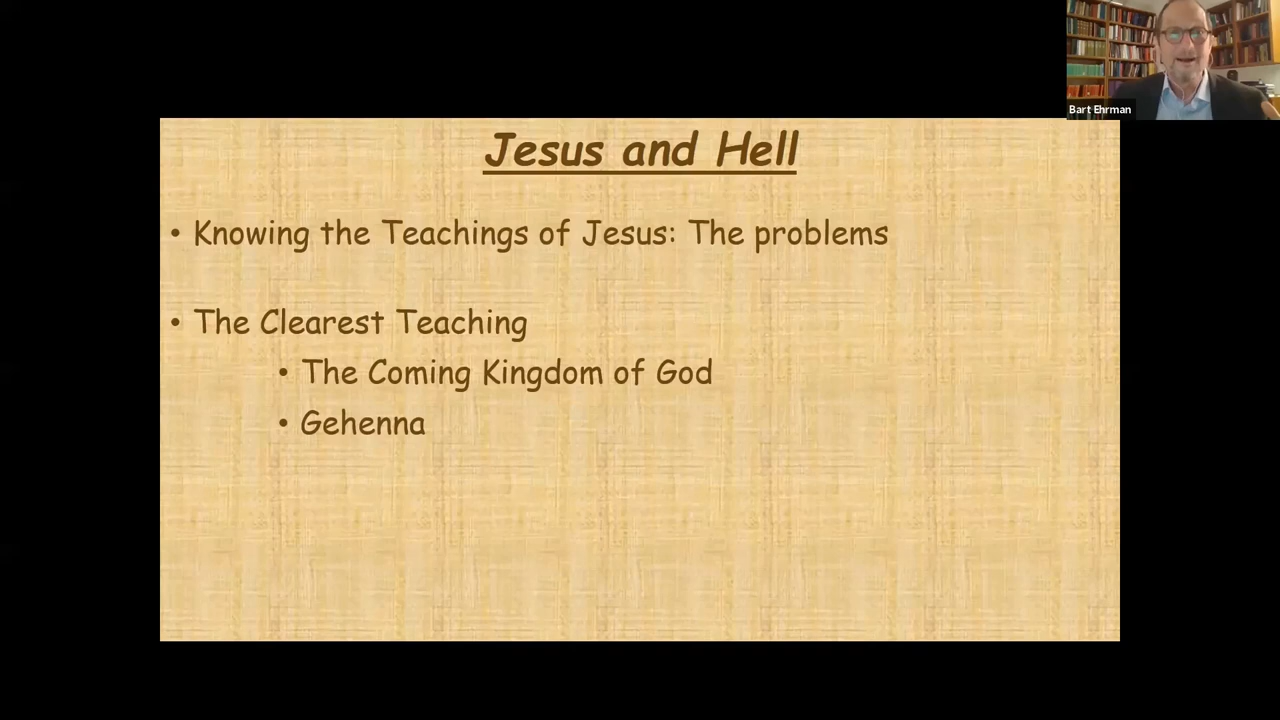 Bart Ehrman
Jesus and Hell
• Knowing the Teachings of Jesus: The problems
• The Clearest Teaching
• The Coming Kingdom of God
• Gehenna